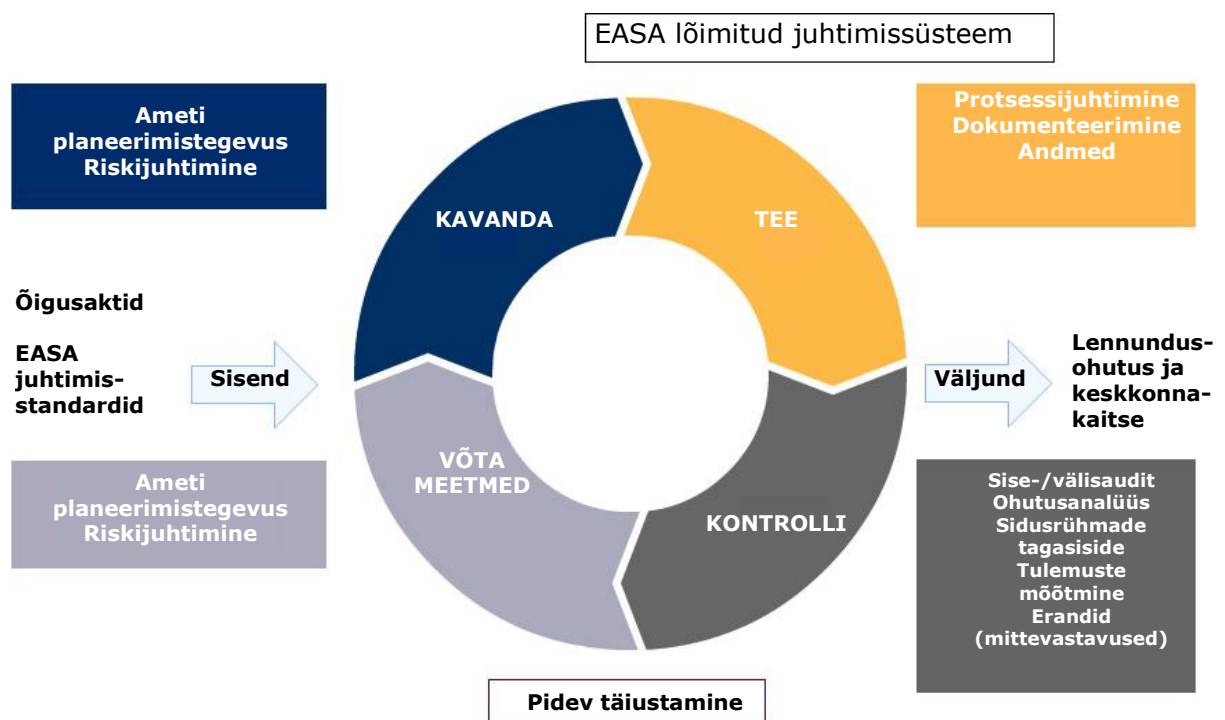 EASA lõimitud juhtimissüsteem
Ameti
planeerimistegevus
Riskijuhtimine
Protsessijuhtimine
Dokumenteerimine
Andmed
KAVANDA
TEE
Õigusaktid
EASA
juhtimis-
standardid
Sisend
Väljund
Lennundus-
ohutus ja
keskkonna-
kaitse
VÕTA
MEETMED
KONTROLLI
Ameti
planeerimistegevus
Riskijuhtimine
Sise-/välisaudit
Ohutusanalüüs
Sidusrühmade
tagasiside
Tulemuste
mõõtmine
Erandid
(mittevastavused)
Pidev täiustamine